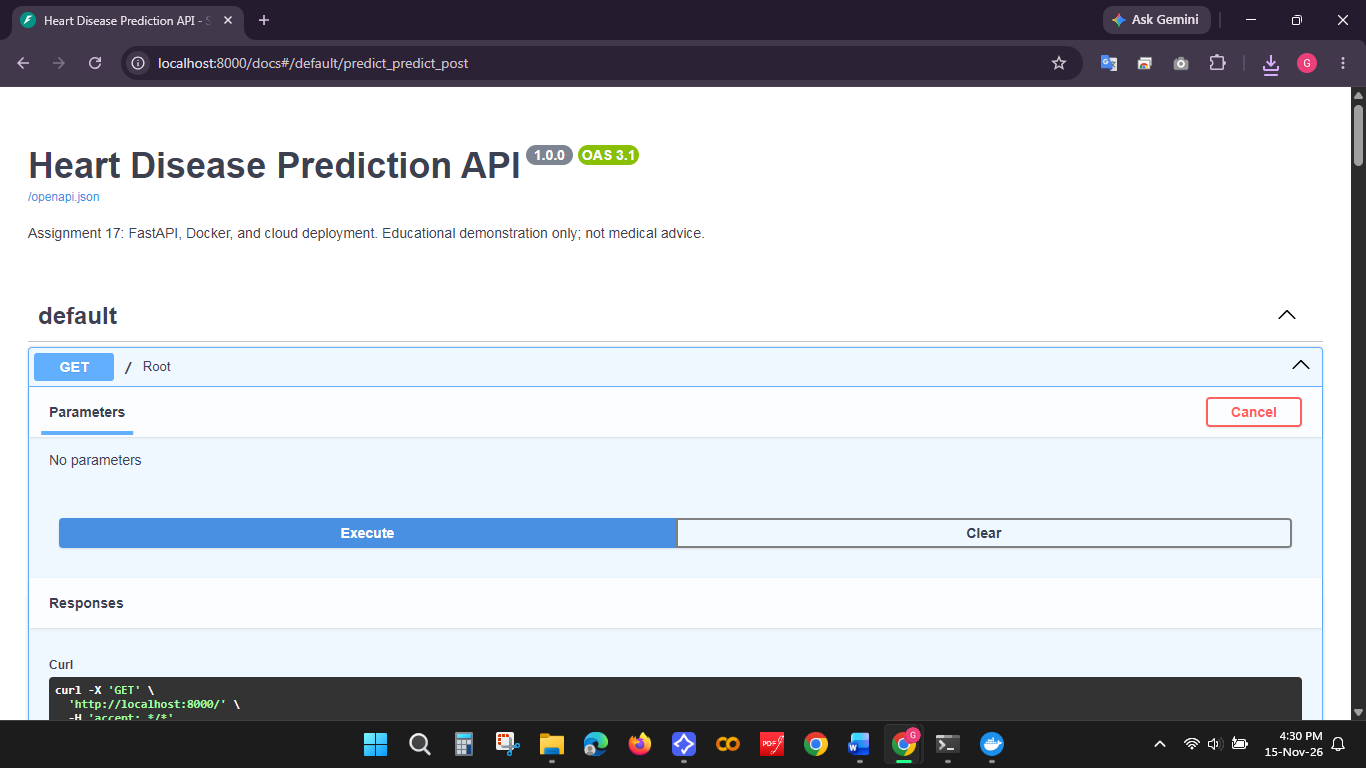 Heart Disease Prediction API - S
Ask Gemini
localhost:8000/docs#/default/predict_predict_post
G
Heart Disease Prediction API 1.0.0 OAS 3.1
/openapi.json
Assignment 17: FastAPI, Docker, and cloud deployment. Educational demonstration only; not medical advice.
default
GET / Root
Parameters
Cancel
No parameters
Execute
Clear
Responses
Curl
curl -X 'GET' \
'http://localhost:8000/' \
-H 'accept: */*'
PDF
W
G
4:30 PM
15-Nov-26